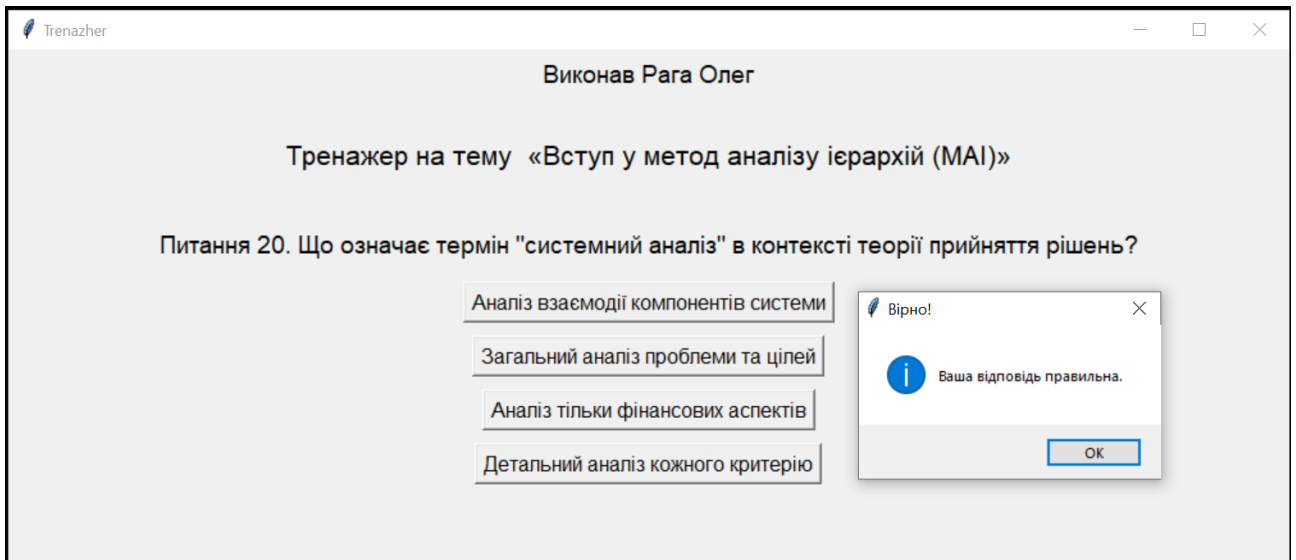 Trenazher
Виконав Рага Олег
Тренажер на тему «Вступ у метод аналізу ієрархій (МАІ)»
Питання 20. Що означає термін "системний аналіз" в контексті теорії прийняття рішень?
Аналіз взаємодії компонентів системи
Загальний аналіз проблеми та цілей
Аналіз тільки фінансових аспектів
Детальний аналіз кожного критерію
Вірно!
Ваша відповідь правильна.
ОК